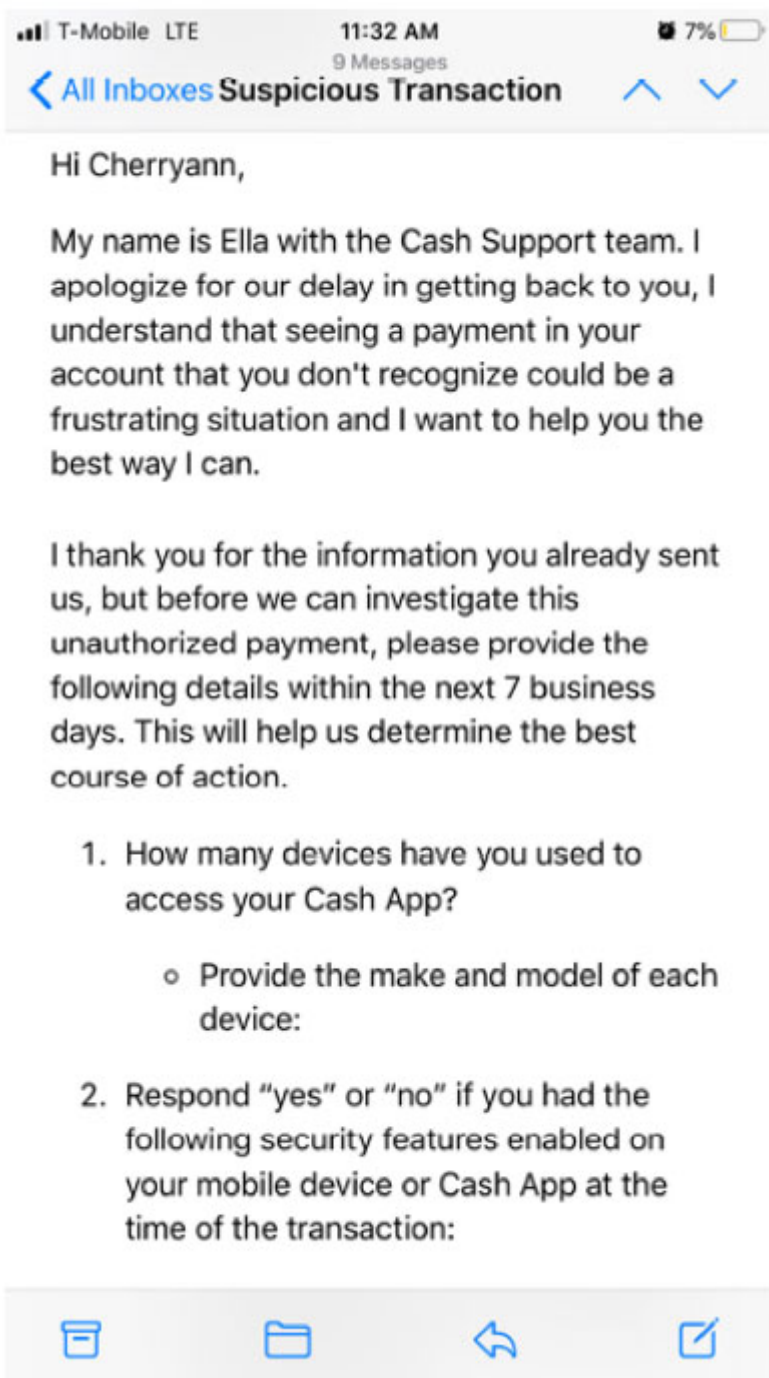 T-Mobile LTE 11:32 AM 7%
9 Messages
All Inboxes Suspicious Transaction
Hi Cherryann,
My name is Ella with the Cash Support team. I
apologize for our delay in getting back to you, I
understand that seeing a payment in your
account that you don't recognize could be a
frustrating situation and I want to help you the
best way I can.
I thank you for the information you already sent
us, but before we can investigate this
unauthorized payment, please provide the
following details within the next 7 business
days. This will help us determine the best
course of action.
1. How many devices have you used to
access your Cash App?
○ Provide the make and model of each
device:
2. Respond “yes” or “no” if you had the
following security features enabled on
your mobile device or Cash App at the
time of the transaction: